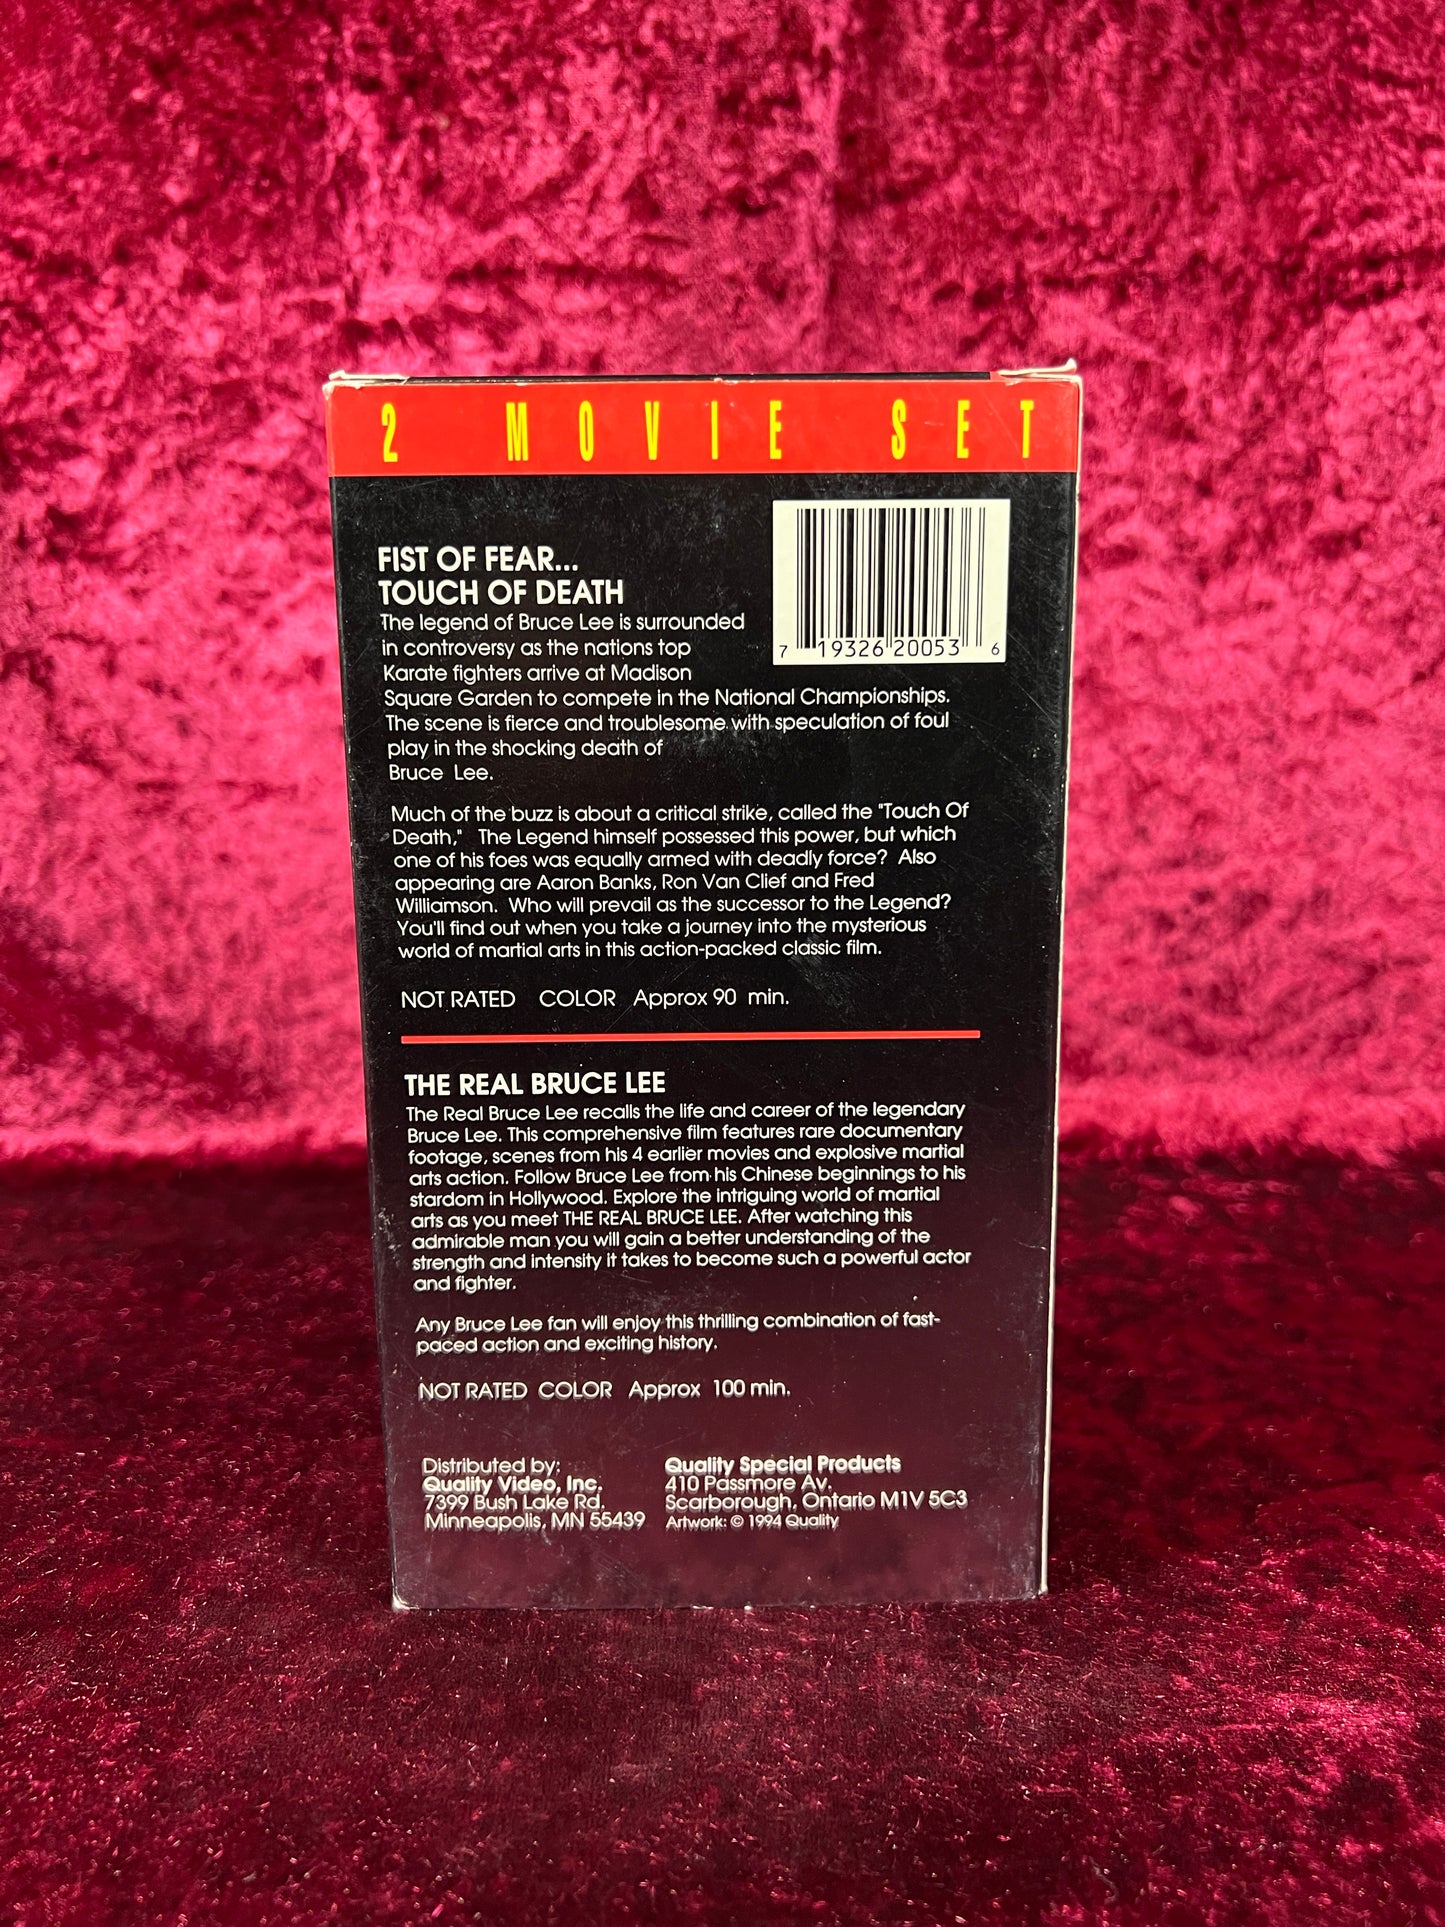 2 MOVIE SET
FIST OF FEAR...
TOUCH OF DEATH
The legend of Bruce Lee is surrounded
in controversy as the nations top
Karate fighters arrive at Madison
Square Garden to compete in the National Championships.
The scene is fierce and troublesome with speculation of foul
play in the shocking death of
Bruce Lee.
7 19326 20053 6
Much of the buzz is about a critical strike, called the "Touch Of
Death," The Legend himself possessed this power, but which
one of his foes was equally armed with deadly force? Also
appearing are Aaron Banks, Ron Van Clief and Fred
Williamson. Who will prevail as the successor to the Legend?
You'll find out when you take a journey into the mysterious
world of martial arts in this action-packed classic film.
NOT RATED COLOR Approx 90 min.
THE REAL BRUCE LEE
The Real Bruce Lee recalls the life and career of the legendary
Bruce Lee. This comprehensive film features rare documentary
footage, scenes from his 4 earlier movies and explosive martial
arts action. Follow Bruce Lee from his Chinese beginnings to his
stardom in Hollywood. Explore the intriguing world of martial
arts as you meet THE REAL BRUCE LEE. After watching this
admirable man you will gain a better understanding of the
strength and intensity it takes to become such a powerful actor
and fighter.
Any Bruce Lee fan will enjoy this thrilling combination of fast-
paced action and exciting history.
NOT RATED COLOR Approx 100 min.
Distributed by:
Quality Video, Inc.
7399 Bush Lake Rd.
Minneapolis, MN 55439
Quality Special Products
410 Passmore Av.
Scarborough, Ontario M1V 5C3
Artwork: © 1994 Quality